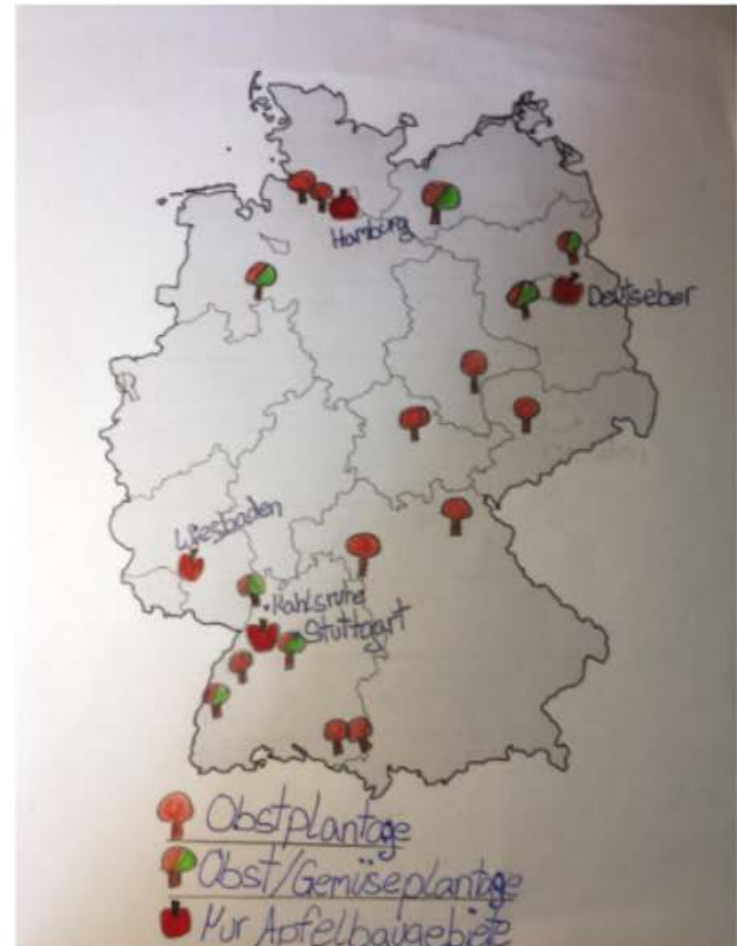 Hamburg
Wiesbaden
Kahlsruhe
Stuttgart
Obstplantage
Obst/Gemüseplantage
Nur Apfelbaugebiete